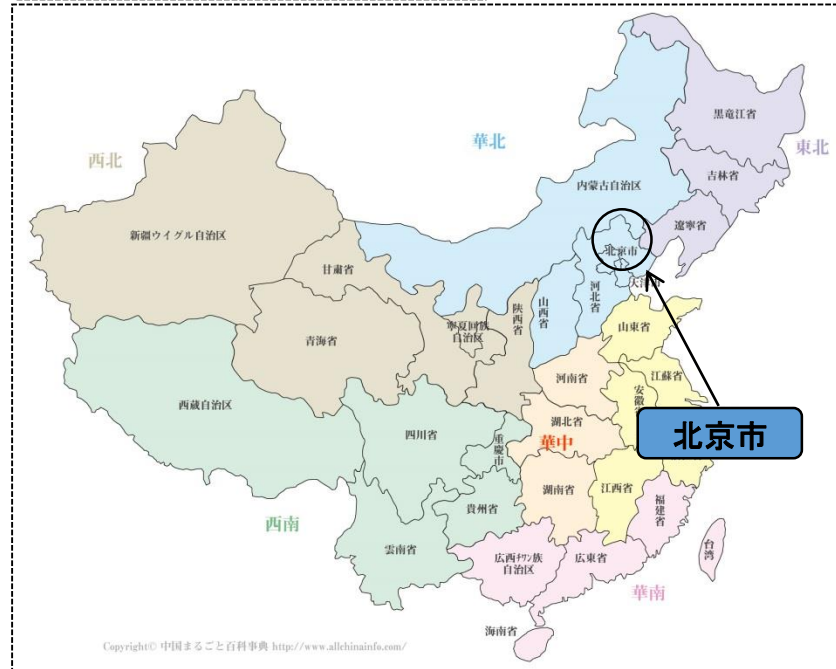 黒竜江省
東北
華北
西北
吉林省
内蒙古自治区
遼寧省
新疆ウイグル自治区
北京市
甘粛省
河北省
山西省
陝西省
寧夏回族
自治区
山東省
青海省
河南省
江蘇省
西蔵自治区
安徽
湖北省
四川省
北京市
華中
重慶市
湖南省
江西省
貴州省
福建省
西南
雲南省
広西チワン族
自治区
広東省
台湾
華南
海南省
Copyright© 中国まるごと百科事典 http://www.allchinainfo.com/